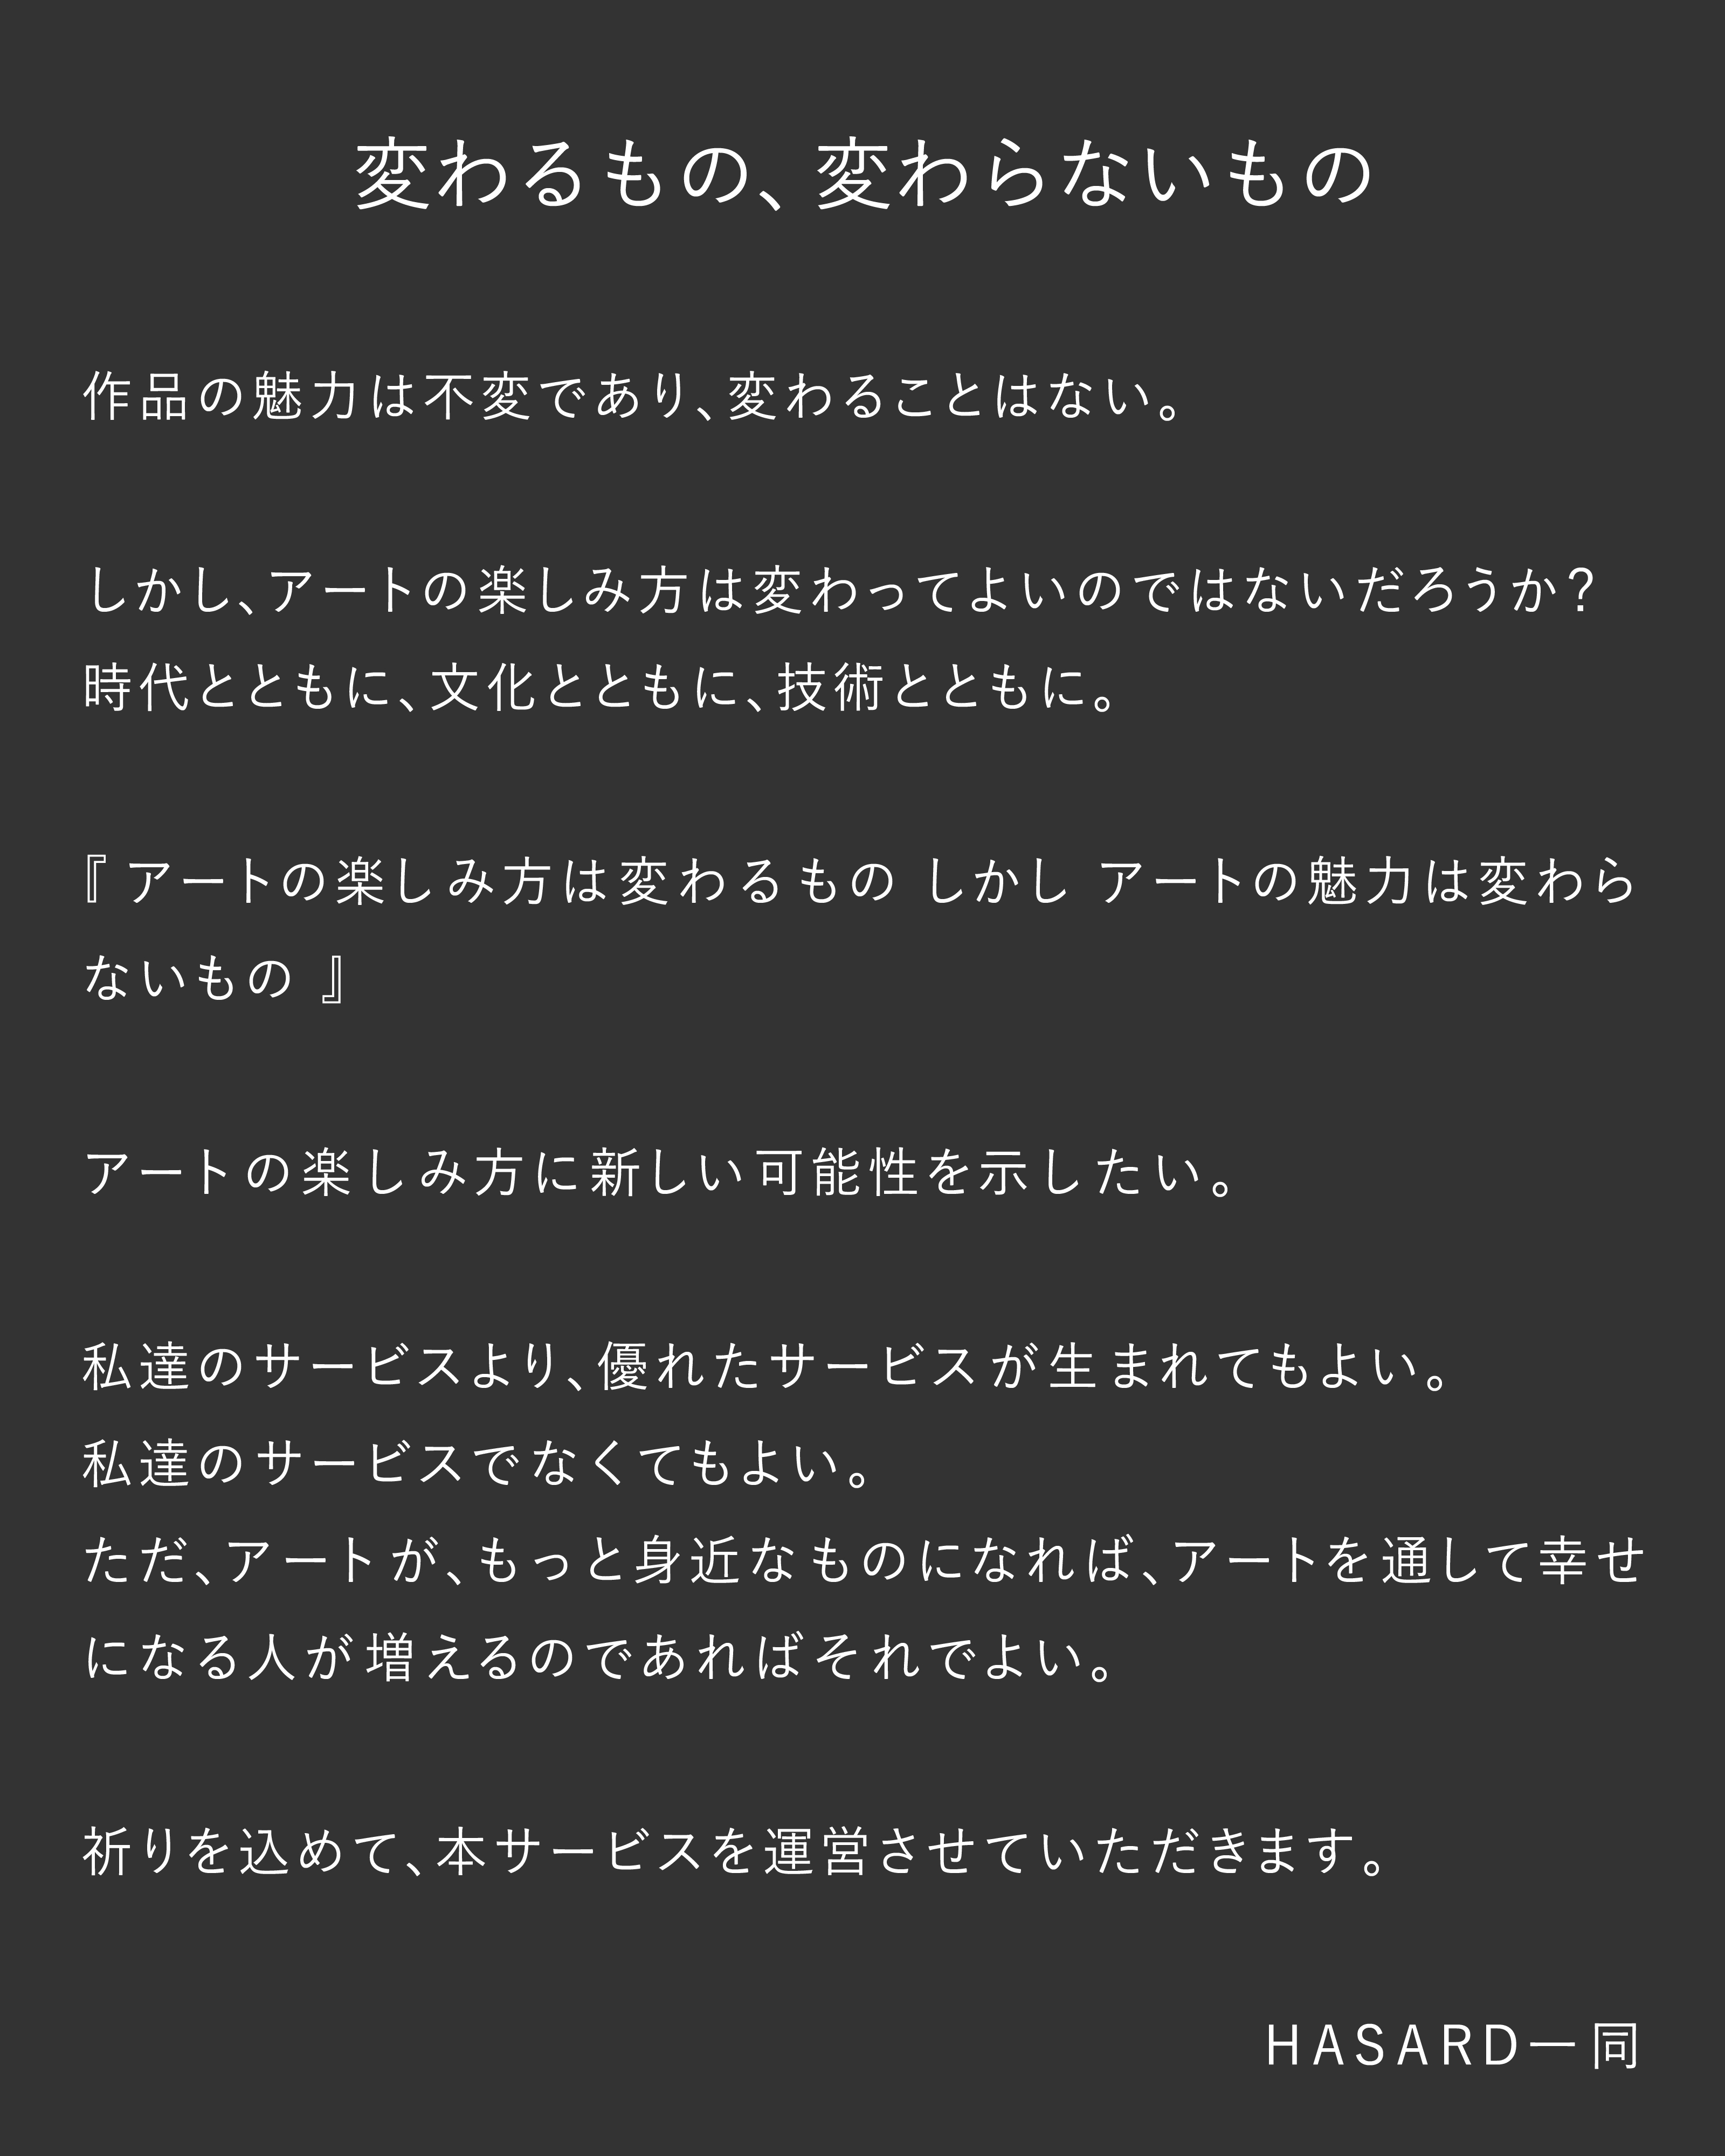 変わるもの、変わらないもの
作品の魅力は不変であり、変わることはない。
しかし、アートの楽しみ方は変わってよいのではないだろうか？
時代とともに、文化とともに、技術とともに。
『 アートの楽しみ方は変わるもの しかし アートの魅力は変わら
ないもの 』
アートの楽しみ方に新しい可能性を示したい。
私達のサービスより、優れたサービスが生まれてもよい。
私達のサービスでなくてもよい。
ただ、アートが、もっと身近なものになれば、アートを通して幸せ
になる人が増えるのであればそれでよい。
祈りを込めて、本サービスを運営させていただきます。
HASARD一同